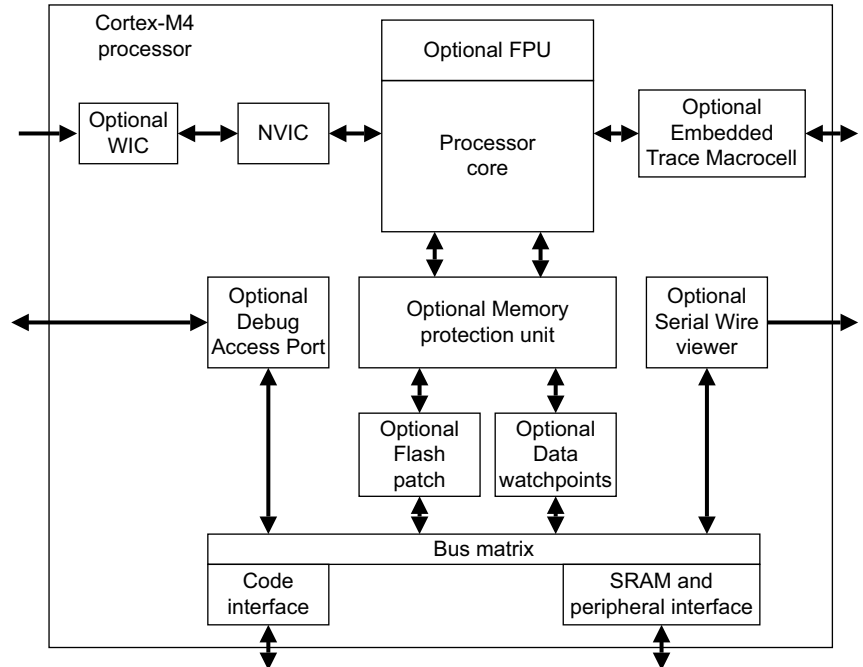 Cortex-M4
processor
Optional FPU
Optional
WIC
NVIC
Processor
core
Optional
Embedded
Trace Macrocell
Optional
Debug
Access Port
Optional Memory
protection unit
Optional
Serial Wire
viewer
Optional
Flash
patch
Optional
Data
watchpoints
Bus matrix
Code
interface
SRAM and
peripheral interface